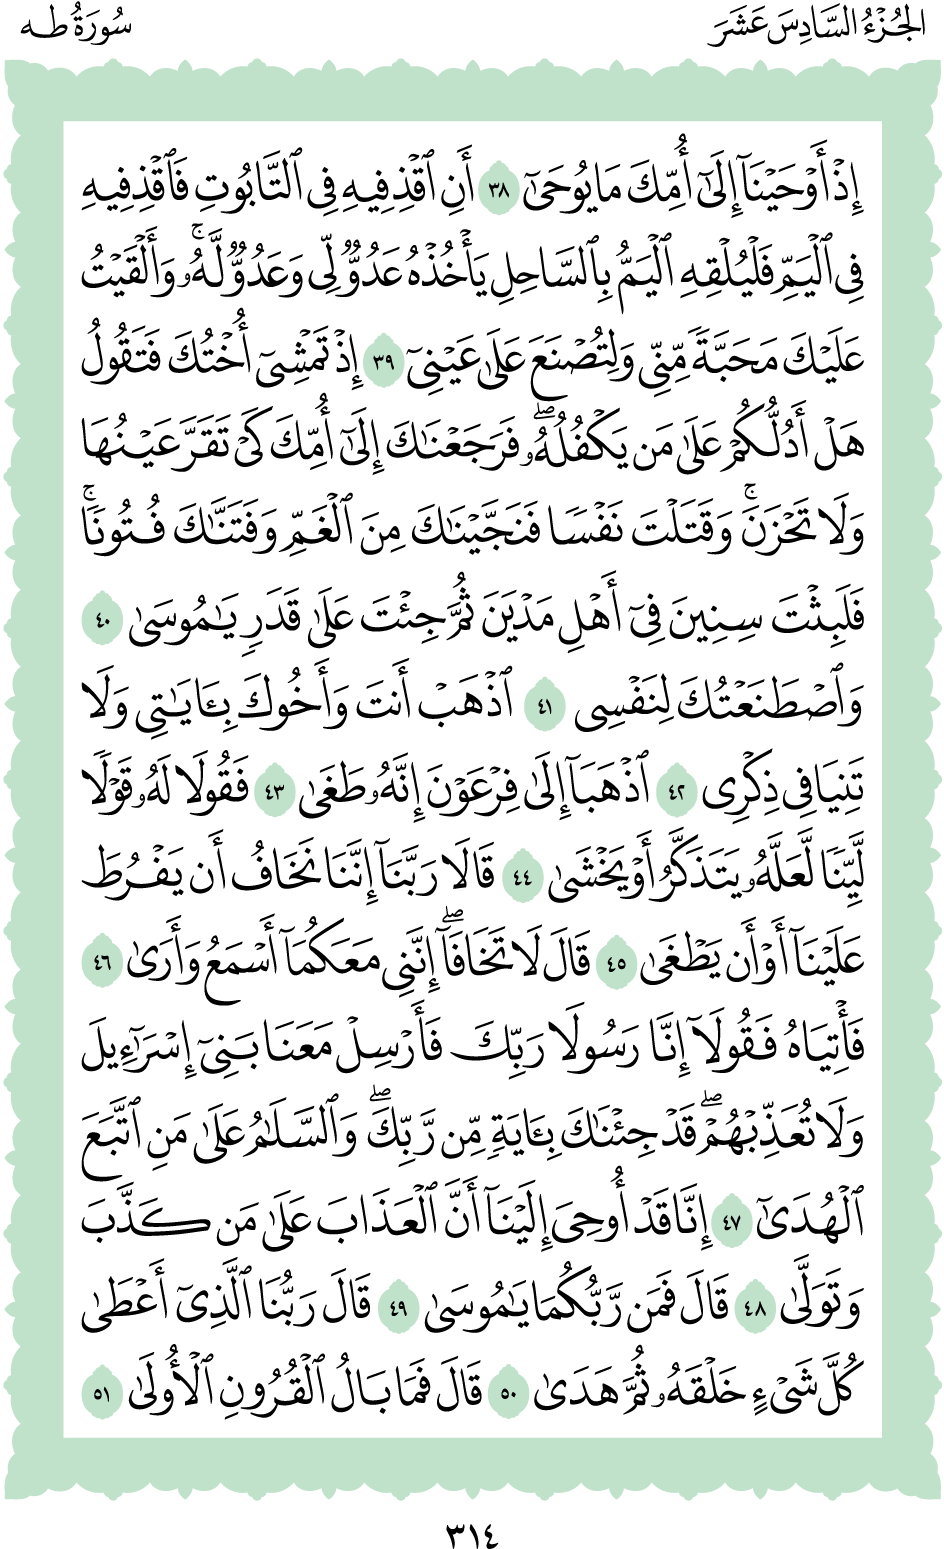 الجُزْءُ السَّادِسَ عَشَرَ
سُورَةُ طه
إِذْ أَوْحَيْنَآ إِلَىٰٓ أُمِّكَ مَا يُوحَىٰٓ ٣٨ أَنِ ٱقْذِفِيهِ فِى ٱلتَّابُوتِ فَٱقْذِفِيهِ
فِى ٱلْيَمِّ فَلْيُلْقِهِ ٱلْيَمُّ بِٱلسَّاحِلِ يَأْخُذْهُ عَدُوٌّ لِّى وَعَدُوٌّ لَّهُۥ ۚ وَأَلْقَيْتُ
عَلَيْكَ مَحَبَّةً مِّنِّى وَلِتُصْنَعَ عَلَىٰ عَيْنِىٓ ٣٩ إِذْ تَمْشِىٓ أُخْتُكَ فَتَقُولُ
هَلْ أَدُلُّكُمْ عَلَىٰ مَن يَكْفُلُهُۥ ۖ فَرَجَعْنَٰكَ إِلَىٰٓ أُمِّكَ كَىْ تَقَرَّ عَيْنُهَا
وَلَا تَحْزَنَ ۚ وَقَتَلْتَ نَفْسًا فَنَجَّيْنَٰكَ مِنَ ٱلْغَمِّ وَفَتَنَّٰكَ فُتُونًا ۚ
فَلَبِثْتَ سِنِينَ فِىٓ أَهْلِ مَدْيَنَ ثُمَّ جِئْتَ عَلَىٰ قَدَرٍ يَٰمُوسَىٰ ٤٠
وَٱصْطَنَعْتُكَ لِنَفْسِى ٤١ ٱذْهَبْ أَنتَ وَأَخُوكَ بِـَٔايَٰتِى وَلَا
تَنِيَا فِى ذِكْرِى ٤٢ ٱذْهَبَآ إِلَىٰ فِرْعَوْنَ إِنَّهُۥ طَغَىٰ ٤٣ فَقُولَا لَهُۥ قَوْلًا
لَّيِّنًا لَّعَلَّهُۥ يَتَذَكَّرُ أَوْ يَخْشَىٰ ٤٤ قَالَا رَبَّنَآ إِنَّنَا نَخَافُ أَن يَفْرُطَ
عَلَيْنَآ أَوْ أَن يَطْغَىٰ ٤٥ قَالَ لَا تَخَافَآ ۖ إِنَّنِى مَعَكُمَآ أَسْمَعُ وَأَرَىٰ ٤٦
فَأْتِيَاهُ فَقُولَآ إِنَّا رَسُولَا رَبِّكَ فَأَرْسِلْ مَعَنَا بَنِىٓ إِسْرَٰٓءِيلَ
وَلَا تُعَذِّبْهُمْ ۖ قَدْ جِئْنَٰكَ بِـَٔايَةٍ مِّن رَّبِّكَ ۖ وَٱلسَّلَٰمُ عَلَىٰ مَنِ ٱتَّبَعَ
ٱلْهُدَىٰٓ ٤٧ إِنَّا قَدْ أُوحِىَ إِلَيْنَآ أَنَّ ٱلْعَذَابَ عَلَىٰ مَن كَذَّبَ
وَتَوَلَّىٰ ٤٨ قَالَ فَمَن رَّبُّكُمَا يَٰمُوسَىٰ ٤٩ قَالَ رَبُّنَا ٱلَّذِىٓ أَعْطَىٰ
كُلَّ شَىْءٍ خَلْقَهُۥ ثُمَّ هَدَىٰ ٥٠ قَالَ فَمَا بَالُ ٱلْقُرُونِ ٱلْأُولَىٰ ٥١
٣١٤